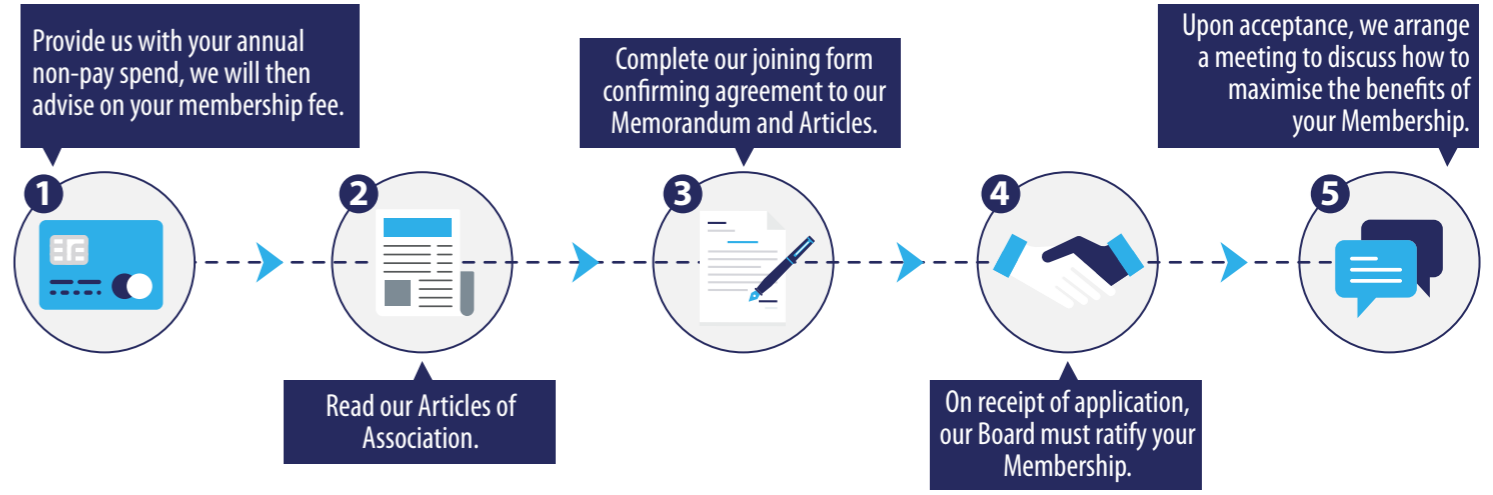 1
Provide us with your annual
non-pay spend, we will then
advise on your membership fee.
2
Read our Articles of
Association.
3
Complete our joining form
confirming agreement to our
Memorandum and Articles.
4
On receipt of application,
our Board must ratify your
Membership.
5
Upon acceptance, we arrange
a meeting to discuss how to
maximise the benefits of
your Membership.